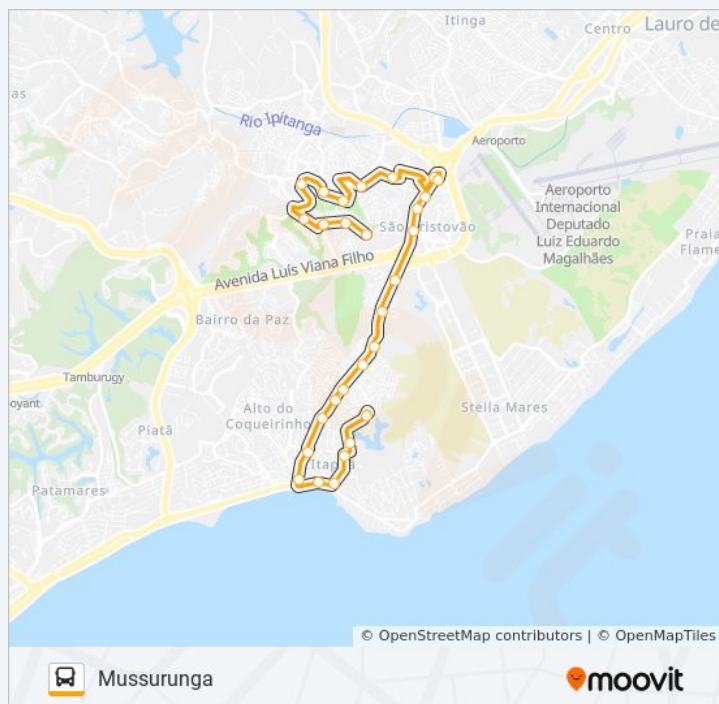 Itinga
Lauro de
Centro
as
Rio Ipitanga
Aeroporto
Aeroporto
Internacional
Deputado
Luiz Eduardo
Magalhães
São Cristovão
Praia
Flame
Avenida Luís Viana Filho
Bairro da Paz
Tamburugy
oyant
Alto do
Coqueirinho
Stella Mares
Piatã
Itapuã
Patamares
© OpenStreetMap contributors | © OpenMapTiles
Mussurunga
moovit